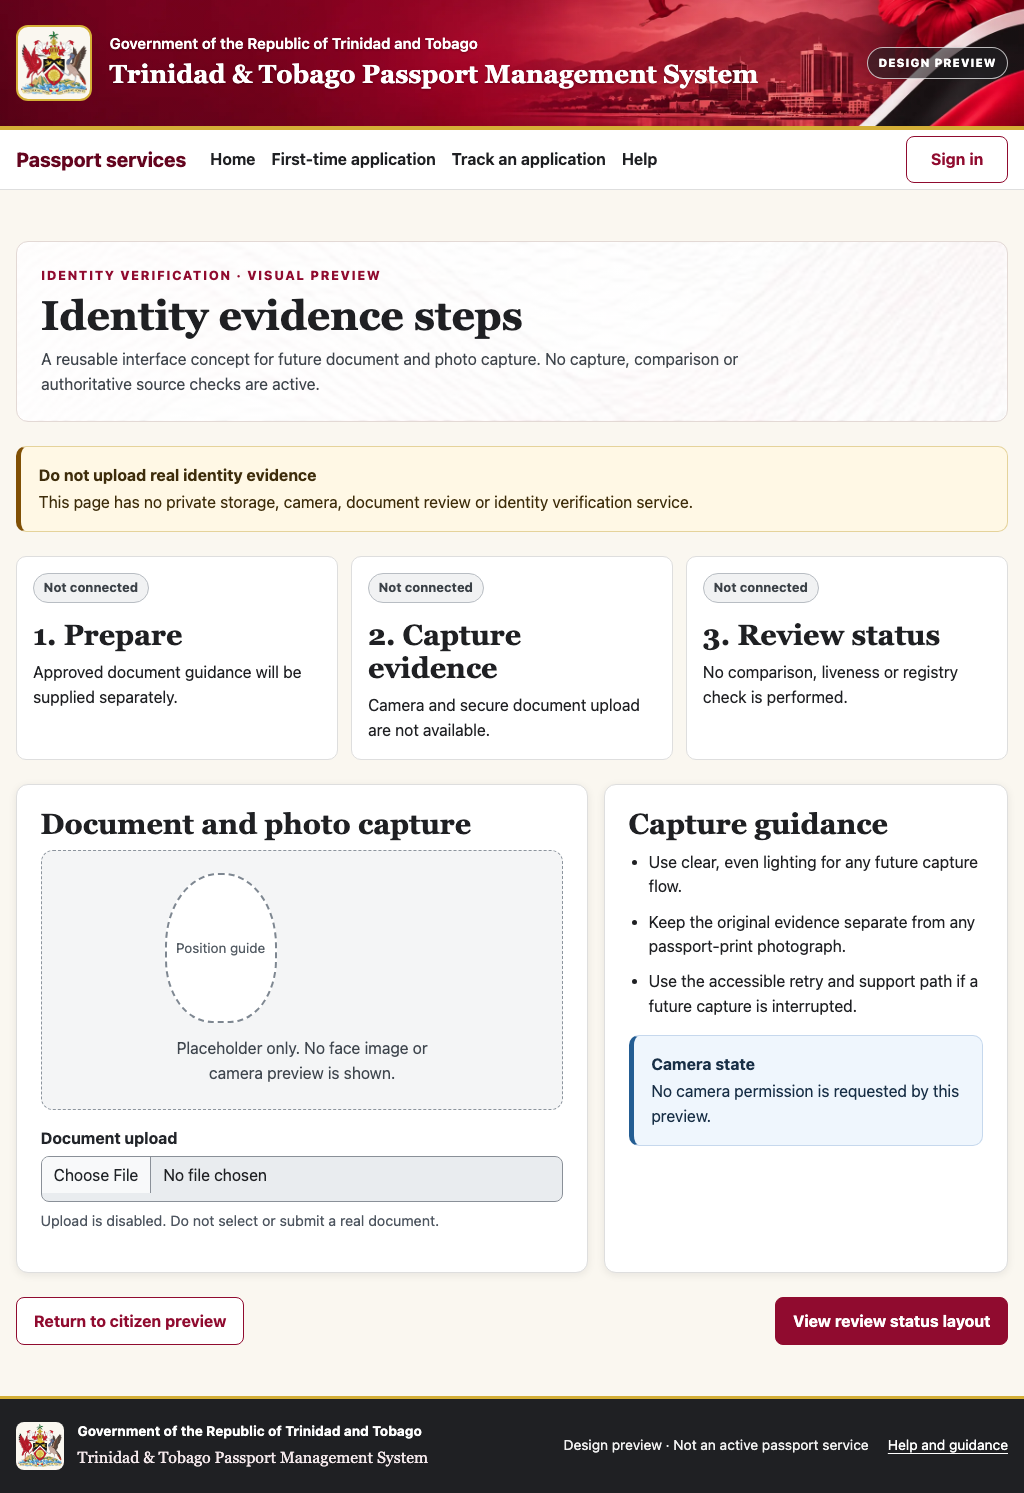 Government of the Republic of Trinidad and Tobago
Trinidad & Tobago Passport Management System
DESIGN PREVIEW
Passport services
Home
First-time application
Track an application
Help
Sign in
IDENTITY VERIFICATION · VISUAL PREVIEW
Identity evidence steps
A reusable interface concept for future document and photo capture. No capture, comparison or
authoritative source checks are active.
Do not upload real identity evidence
This page has no private storage, camera, document review or identity verification service.
Not connected
1. Prepare
Approved document guidance will be
supplied separately.
Not connected
2. Capture
evidence
Camera and secure document upload
are not available.
Not connected
3. Review status
No comparison, liveness or registry
check is performed.
Document and photo capture
Position guide
Placeholder only. No face image or
camera preview is shown.
Document upload
Choose File
No file chosen
Upload is disabled. Do not select or submit a real document.
Capture guidance
• Use clear, even lighting for any future capture
flow.
• Keep the original evidence separate from any
passport-print photograph.
• Use the accessible retry and support path if a
future capture is interrupted.
Camera state
No camera permission is requested by this
preview.
Return to citizen preview
View review status layout
Government of the Republic of Trinidad and Tobago
Trinidad & Tobago Passport Management System
Design preview · Not an active passport service
Help and guidance